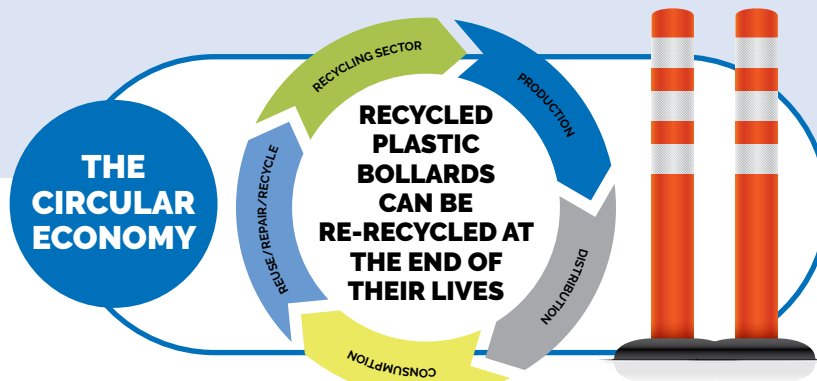 THE
CIRCULAR
ECONOMY
RECYCLING SECTOR
PRODUCTION
DISTRIBUTION
CONSUMPTION
REUSE/REPAIR/RECYCLE
RECYCLED
PLASTIC
BOLLARDS
CAN BE
RE-RECYCLED AT
THE END OF
THEIR LIVES